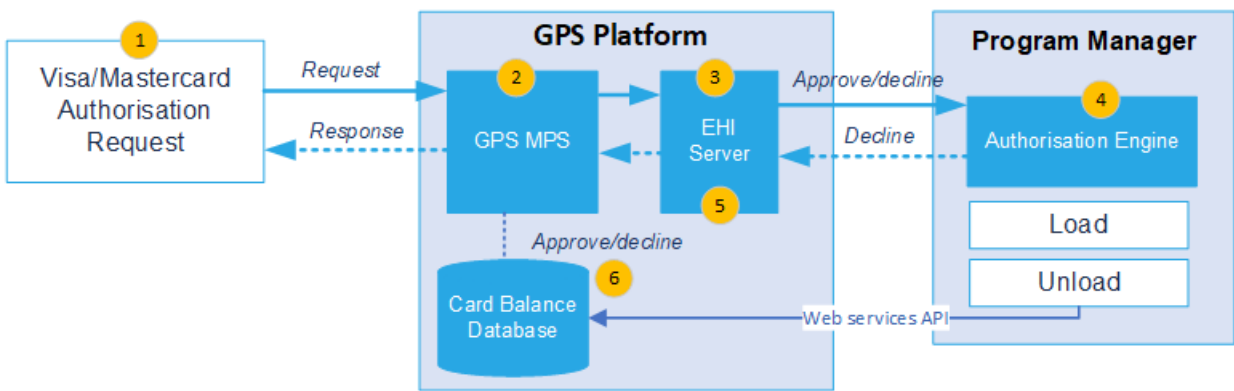 1
Visa/Mastercard
Authorisation
Request
Request
Response
GPS Platform
2
GPS MPS
3
EHI
Server
5
Approve/decline
6
Card Balance
Database
Approve/decline
Decline
Program Manager
4
Authorisation Engine
Load
Unload
Web services API